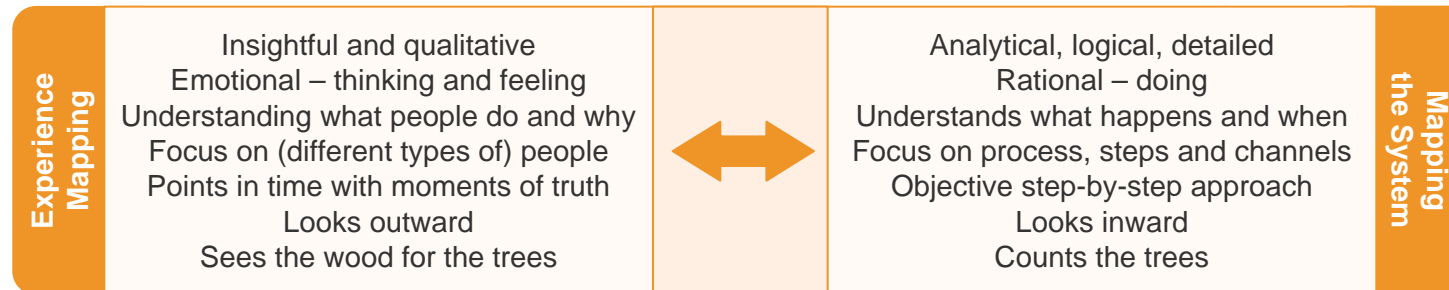 Experience
Mapping
Insightful and qualitative
Emotional – thinking and feeling
Understanding what people do and why
Focus on (different types of) people
Points in time with moments of truth
Looks outward
Sees the wood for the trees
Analytical, logical, detailed
Rational – doing
Understands what happens and when
Focus on process, steps and channels
Objective step-by-step approach
Looks inward
Counts the trees
Mapping
the System